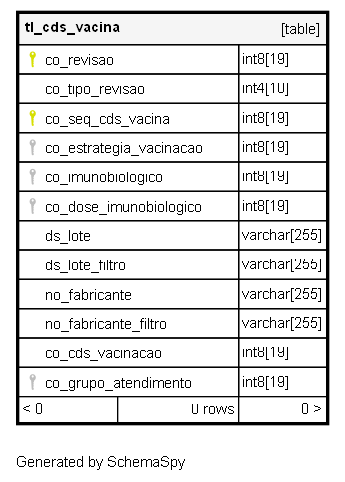 tl_cds_vacina [table]
co_revisao int8[19]
co_tipo_revisao int4[10]
co_seq_cds_vacina int8[19]
co_estrategia_vacinacao int8[19]
co_imunobiologico int8[19]
co_dose_imunobiologico int8[19]
ds_lote varchar[255]
ds_lote_filtro varchar[255]
no_fabricante varchar[255]
no_fabricante_filtro varchar[255]
co_cds_vacinacao int8[19]
co_grupo_atendimento int8[19]
< 0 0 rows 0 >
Generated by SchemaSpy